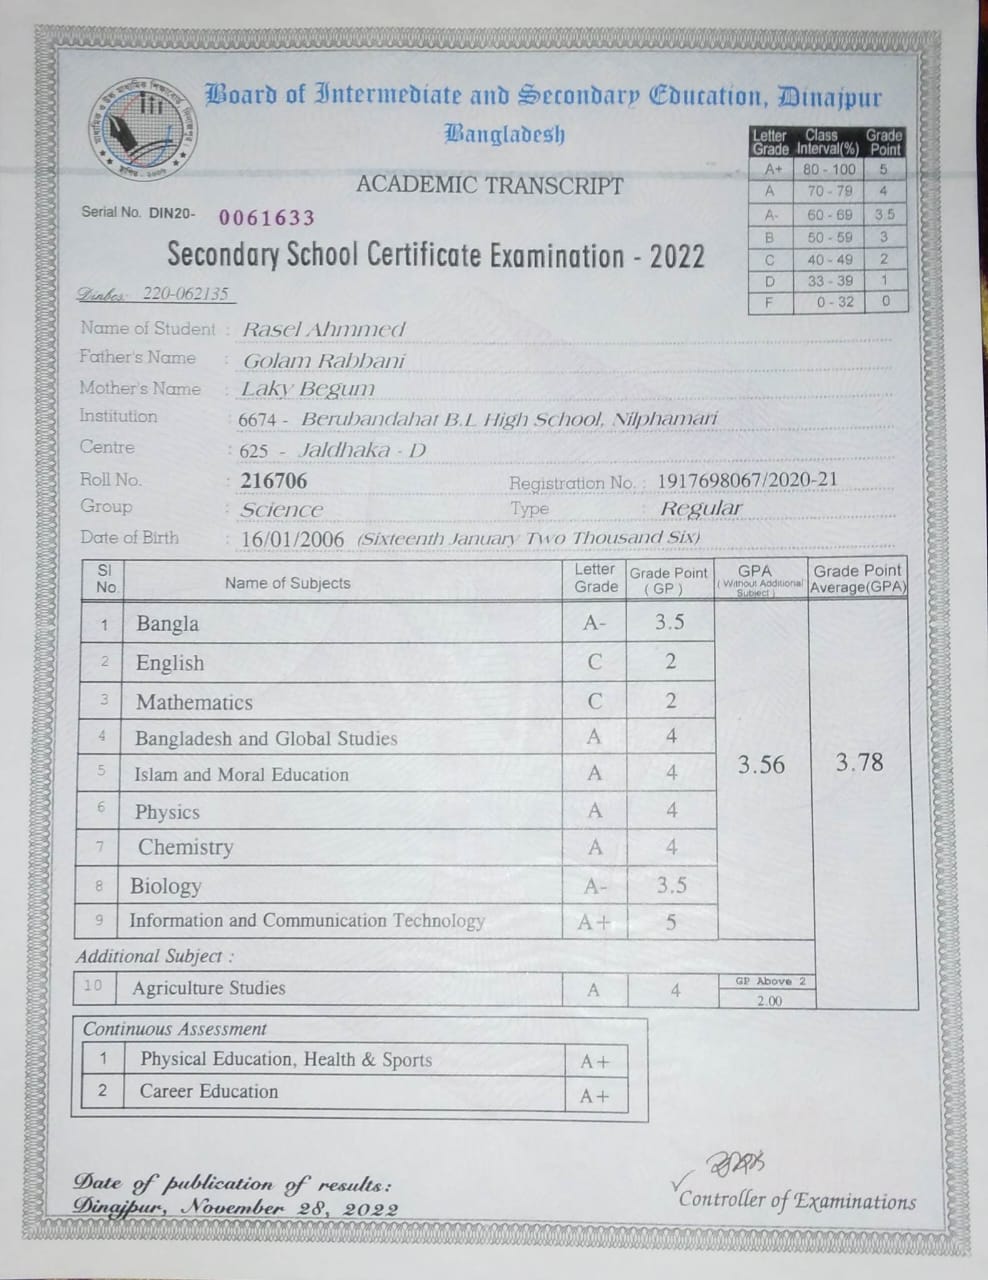 মাধ্যমিক ও উচ্চ মাধ্যমিক শিক্ষাবোর্ড, দিনাজপুর।
Board of Intermediate and Secondary Education, Dinajpur
Bangladesh
ACADEMIC TRANSCRIPT
Letter Grade Class Interval(%) Grade Point
A+ 80 - 100 5
A 70 - 79 4
A- 60 - 69 3.5
B 50 - 59 3
C 40 - 49 2
D 33 - 39 1
F 0 - 32 0
Serial No. DIN20- 0061633
Secondary School Certificate Examination - 2022
Dinbes: 220-062135
Name of Student : Rasel Ahmmed
Father's Name : Golam Rabbani
Mother's Name : Laky Begum
Institution : 6674 - Berubandahat B.L High School, Nilphamari
Centre : 625 - Jaldhaka - D
Roll No. : 216706 Registration No. : 1917698067/2020-21
Group : Science Type : Regular
Date of Birth : 16/01/2006 (Sixteenth January Two Thousand Six)
Sl No. Name of Subjects Letter Grade Grade Point (GP) GPA (Without Additional Subject) Grade Point Average(GPA)
1 Bangla A- 3.5
2 English C 2
3 Mathematics C 2
4 Bangladesh and Global Studies A 4
5 Islam and Moral Education A 4 3.56 3.78
6 Physics A 4
7 Chemistry A 4
8 Biology A- 3.5
9 Information and Communication Technology A+ 5
Additional Subject :
10 Agriculture Studies A 4 GP Above 2
2.00
Continuous Assessment
1 Physical Education, Health & Sports A+
2 Career Education A+
Date of publication of results:
Dinajpur, November 28, 2022
Controller of Examinations